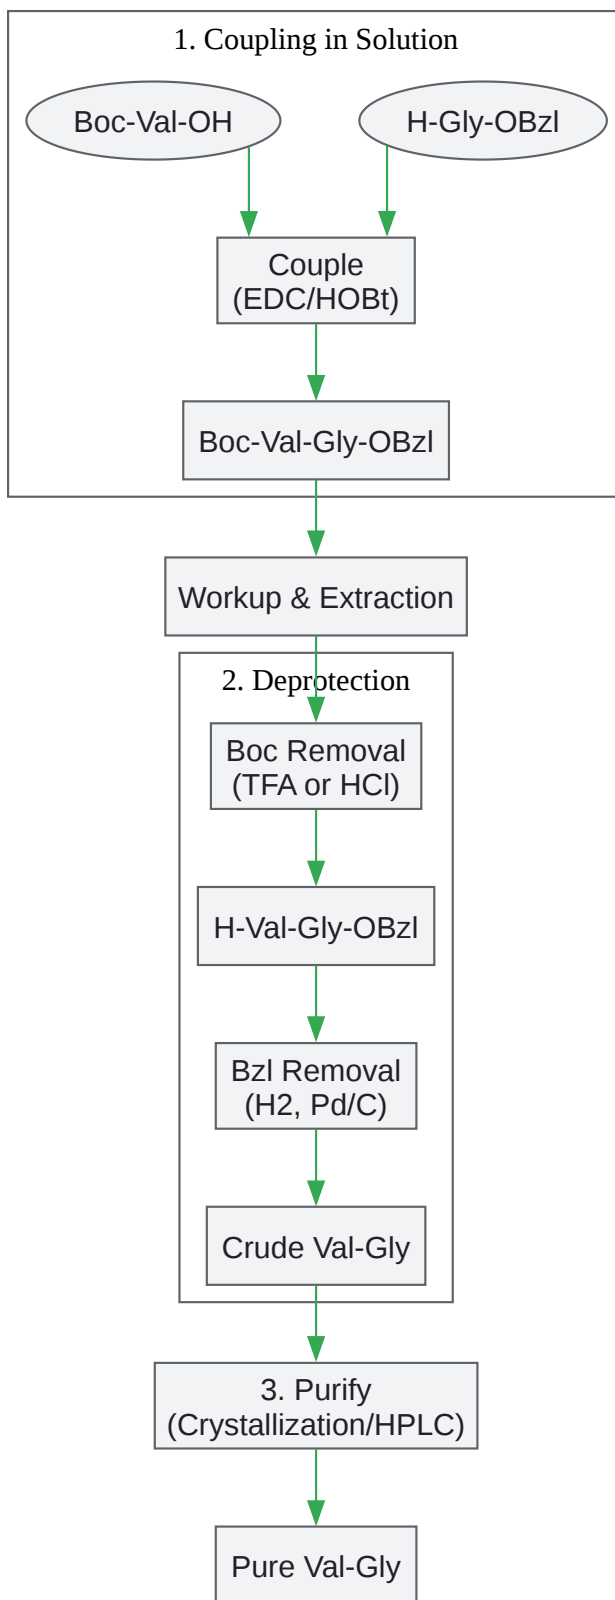 1. Coupling in Solution
Boc-Val-OH
H-Gly-OBzl
Couple
(EDC/HOBt)
Boc-Val-Gly-OBzl
Workup & Extraction
2. Deprotection
Boc Removal
(TFA or HCl)
H-Val-Gly-OBzl
Bzl Removal
(H2, Pd/C)
Crude Val-Gly
3. Purify
(Crystallization/HPLC)
Pure Val-Gly